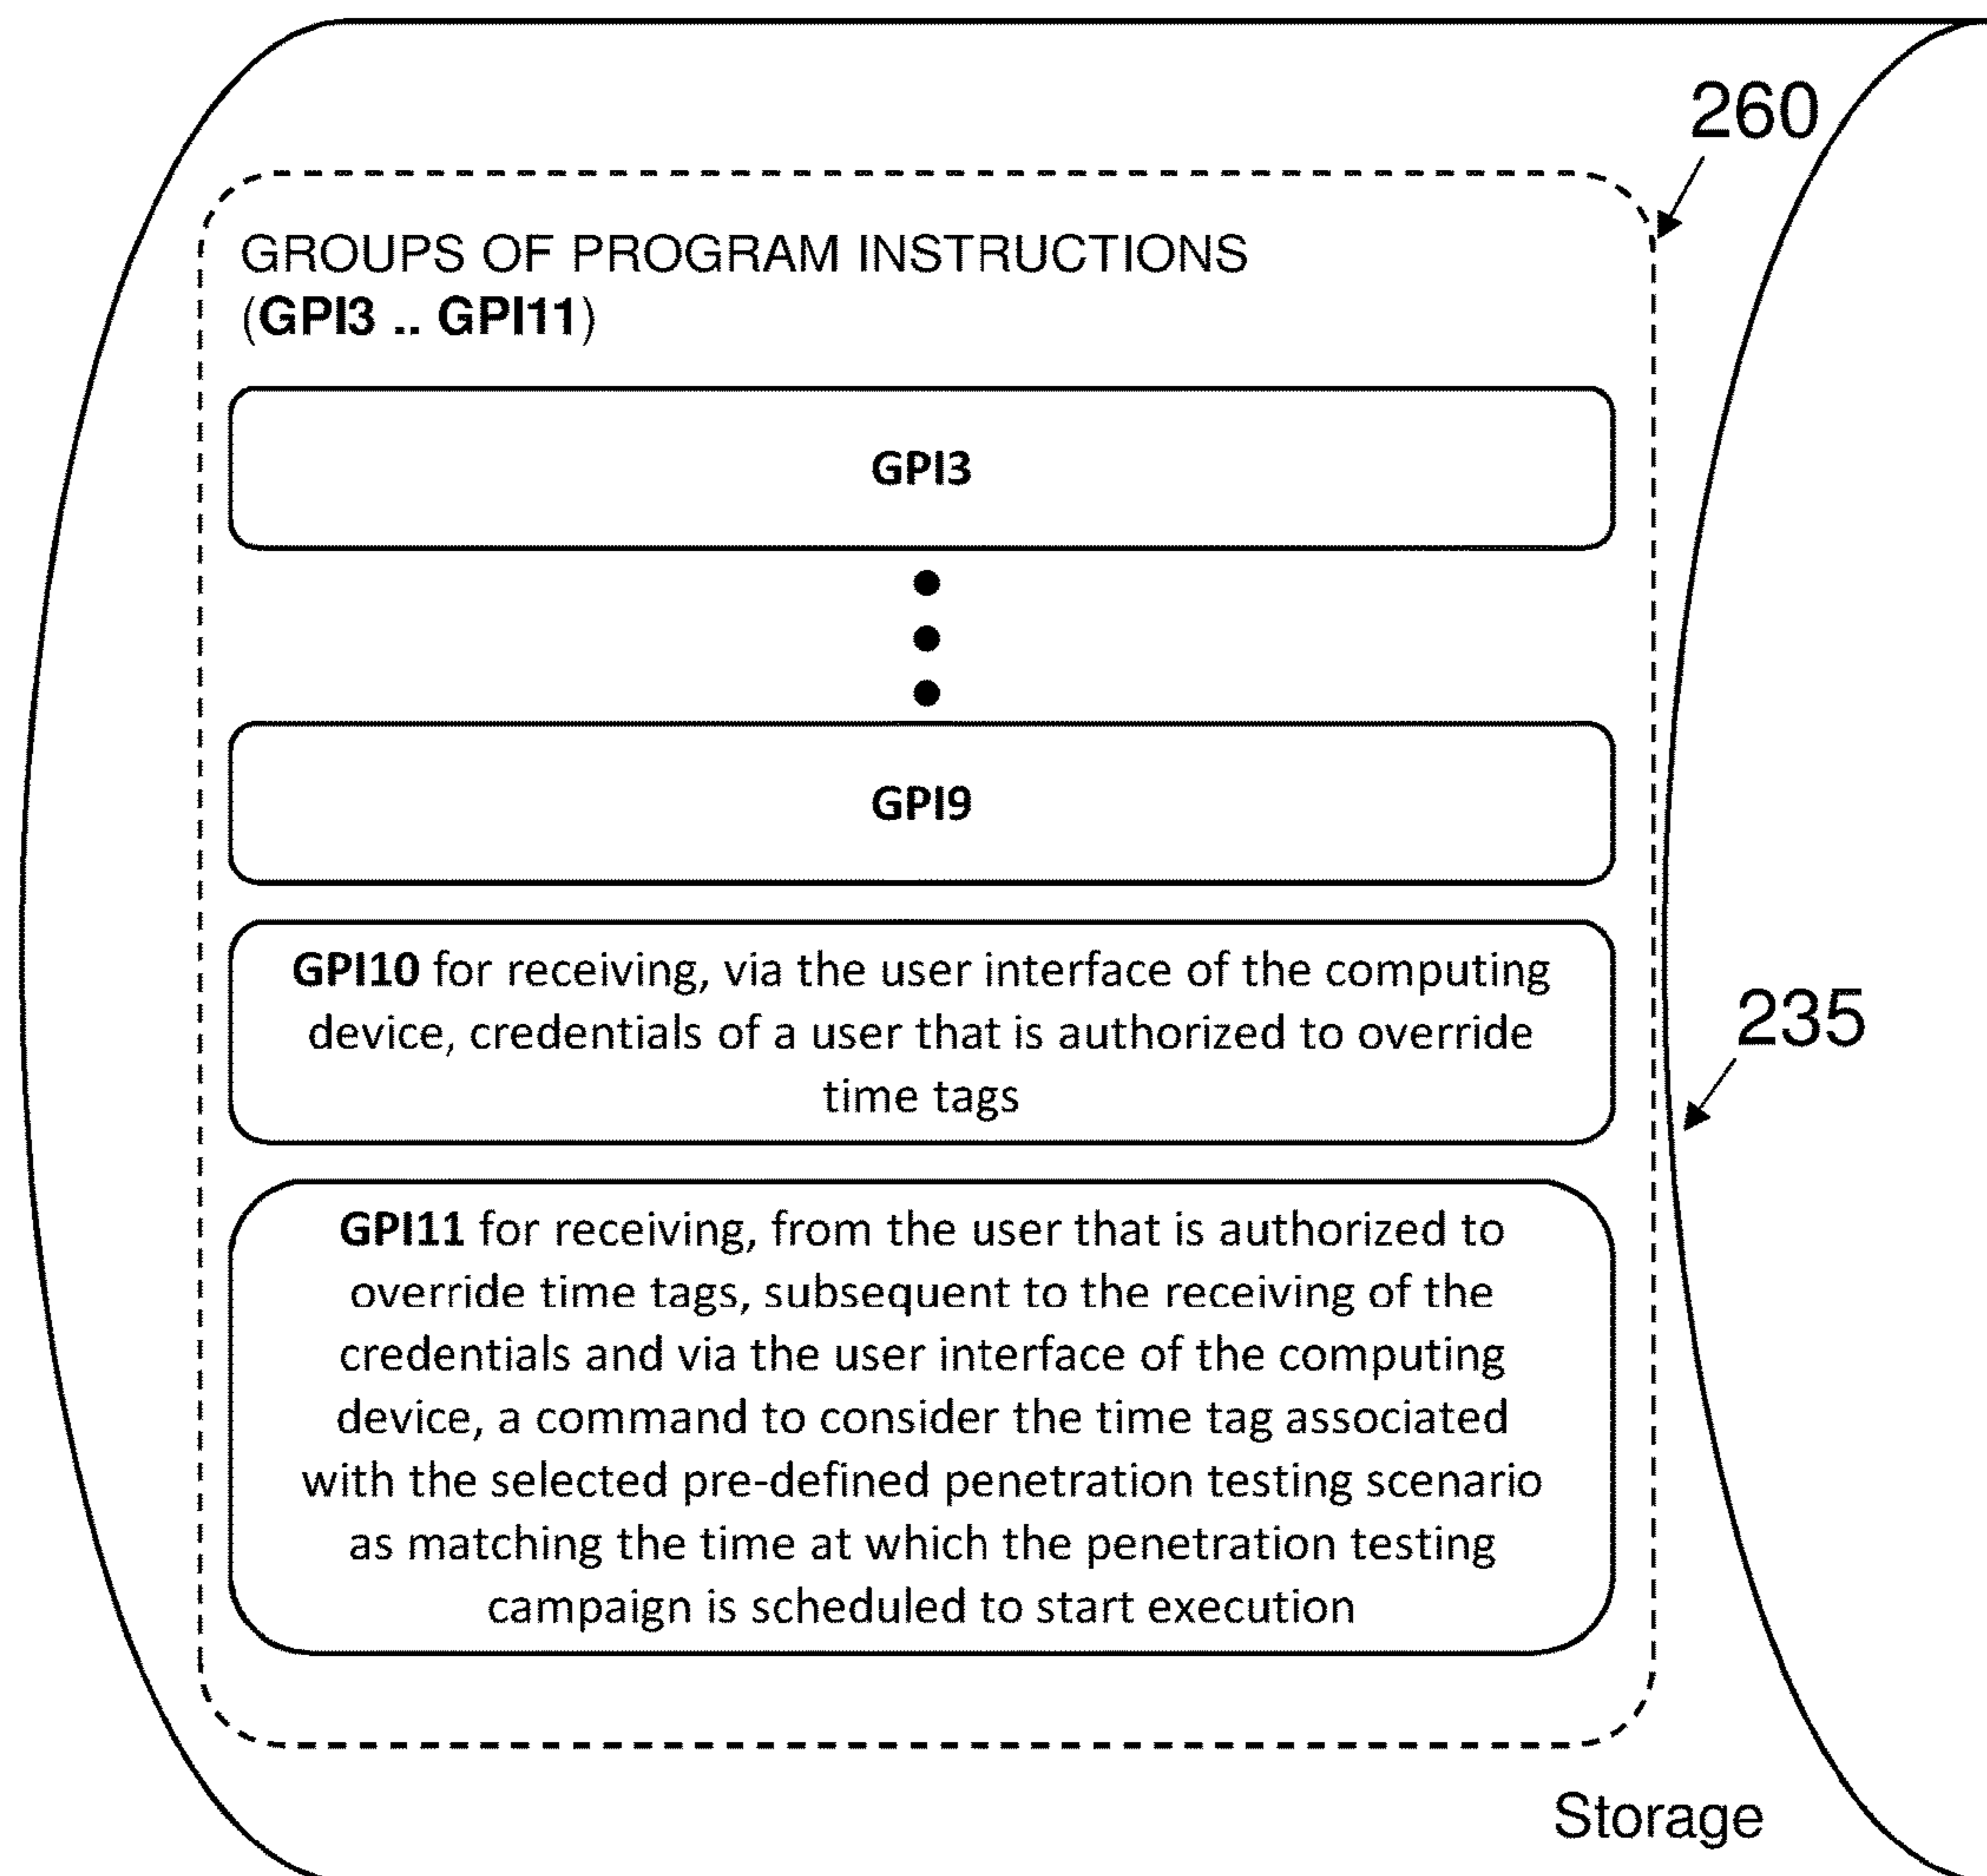 260
GROUPS OF PROGRAM INSTRUCTIONS
(GPI3 .. GPI11)
GPI3
GPI9
GPI10 for receiving, via the user interface of the computing
device, credentials of a user that is authorized to override
time tags
235
GPI11 for receiving, from the user that is authorized to
override time tags, subsequent to the receiving of the
credentials and via the user interface of the computing
device, a command to consider the time tag associated
with the selected pre-defined penetration testing scenario
as matching the time at which the penetration testing
campaign is scheduled to start execution
Storage